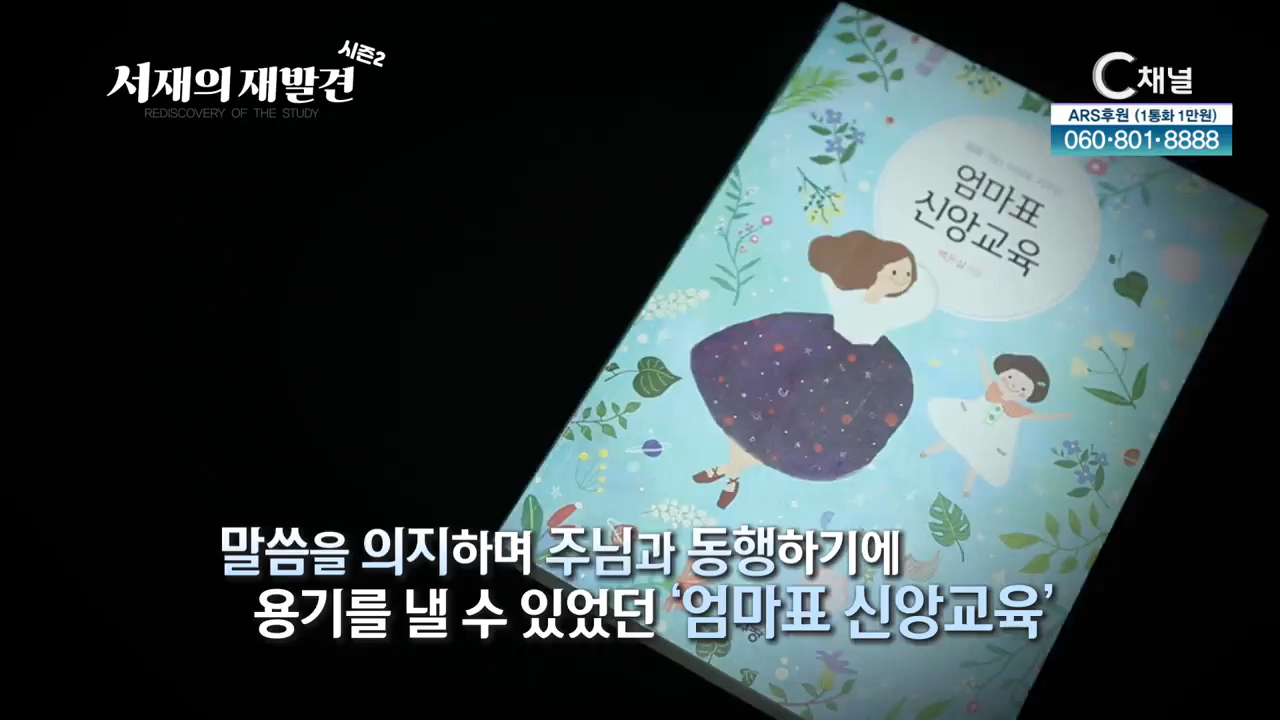 시즌2
서재의 재발견
REDISCOVERY OF THE STUDY
C채널
ARS후원 (1통화 1만원)
060·801·8888
엄마표
신앙교육
말씀을 의지하며 주님과 동행하기에
용기를 낼 수 있었던 ‘엄마표 신앙교육’